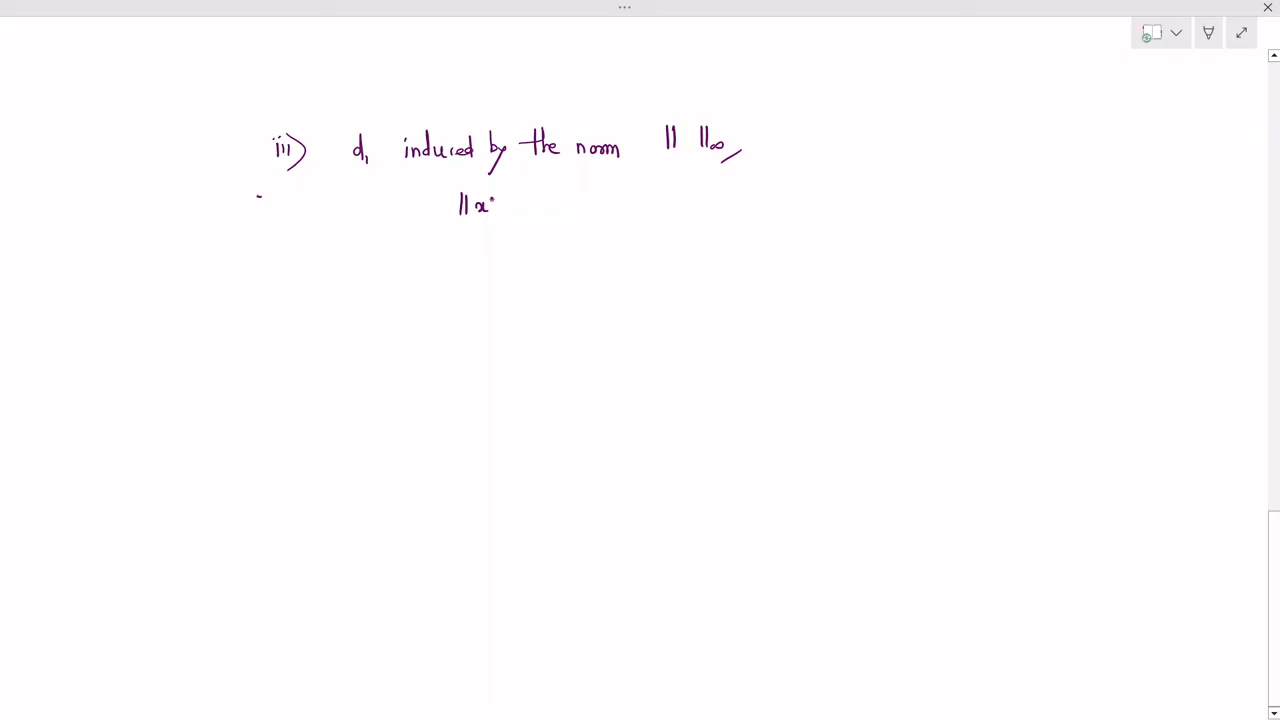 iii) d₁ induced by the norm || ||∞
||x